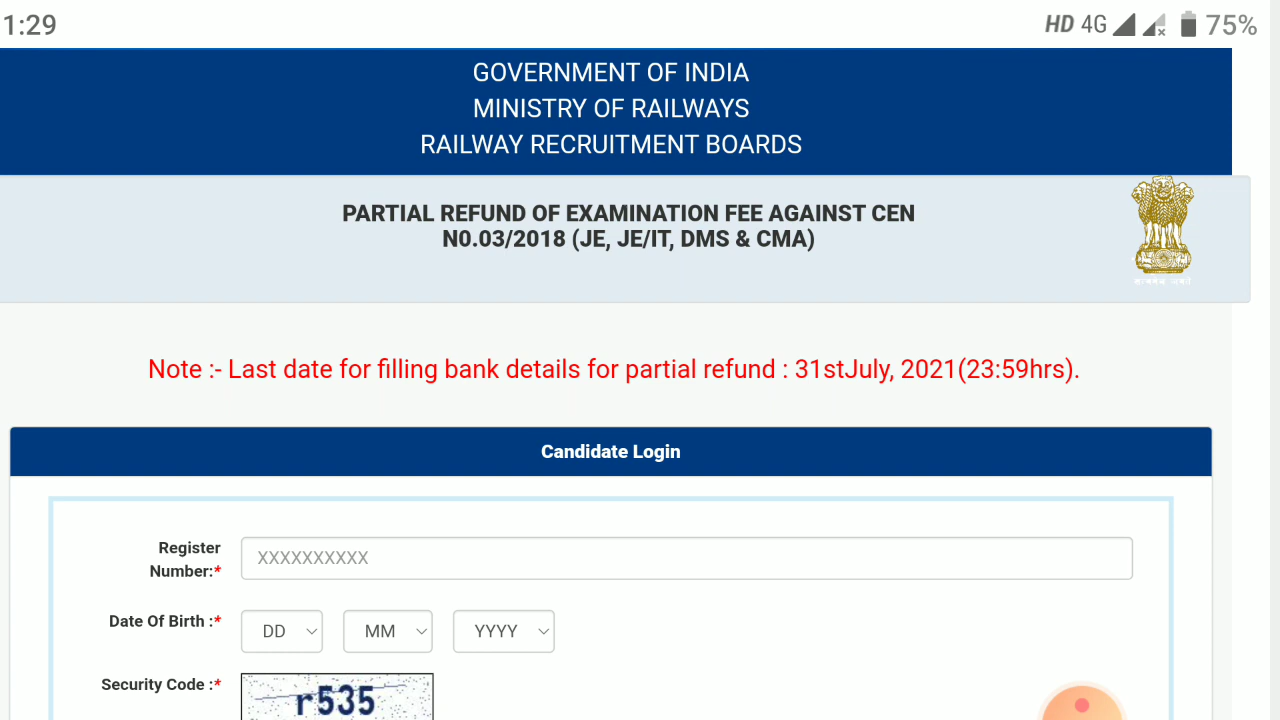 1:29
HD 4G 75%
GOVERNMENT OF INDIA
MINISTRY OF RAILWAYS
RAILWAY RECRUITMENT BOARDS
PARTIAL REFUND OF EXAMINATION FEE AGAINST CEN
N0.03/2018 (JE, JE/IT, DMS & CMA)
सत्यमेव जयते
Note :- Last date for filling bank details for partial refund : 31stJuly, 2021(23:59hrs).
Candidate Login
Register
Number:*
XXXXXXXXXX
Date Of Birth :*
DD MM YYYY
Security Code :*
r535